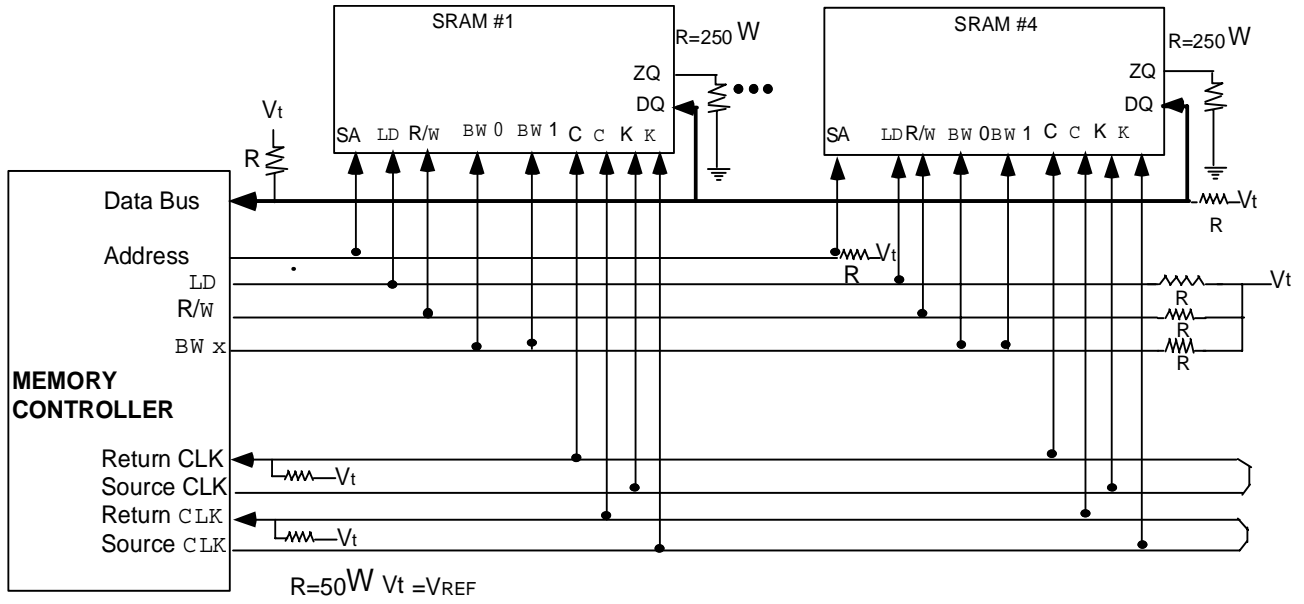 SRAM #1
R=250 W
ZQ
DQ
SA LD R/W BW 0 BW 1 C C K K
SRAM #4
R=250 W
ZQ
DQ
SA LD R/W BW 0 BW 1 C C K K
Vt
R
Data Bus
Vt
R
Address
Vt
R
LD
Vt
R
R/W
R
BW x
R
MEMORY
CONTROLLER
Return CLK
Vt
Source CLK
Return CLK
Vt
Source CLK
R=50W Vt =VREF